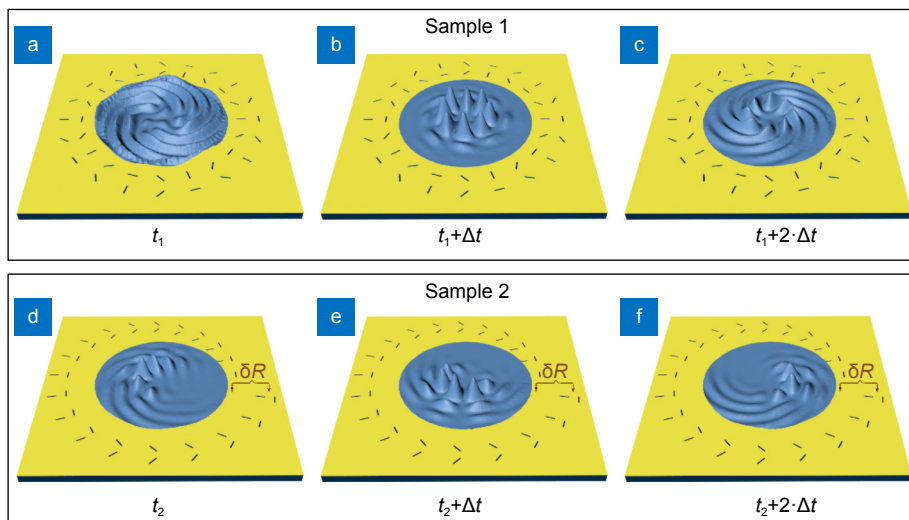 Sample 1
a b c
t₁ t₁+Δt t₁+2·Δt
Sample 2
d e f
δR δR δR
t₂ t₂+Δt t₂+2·Δt